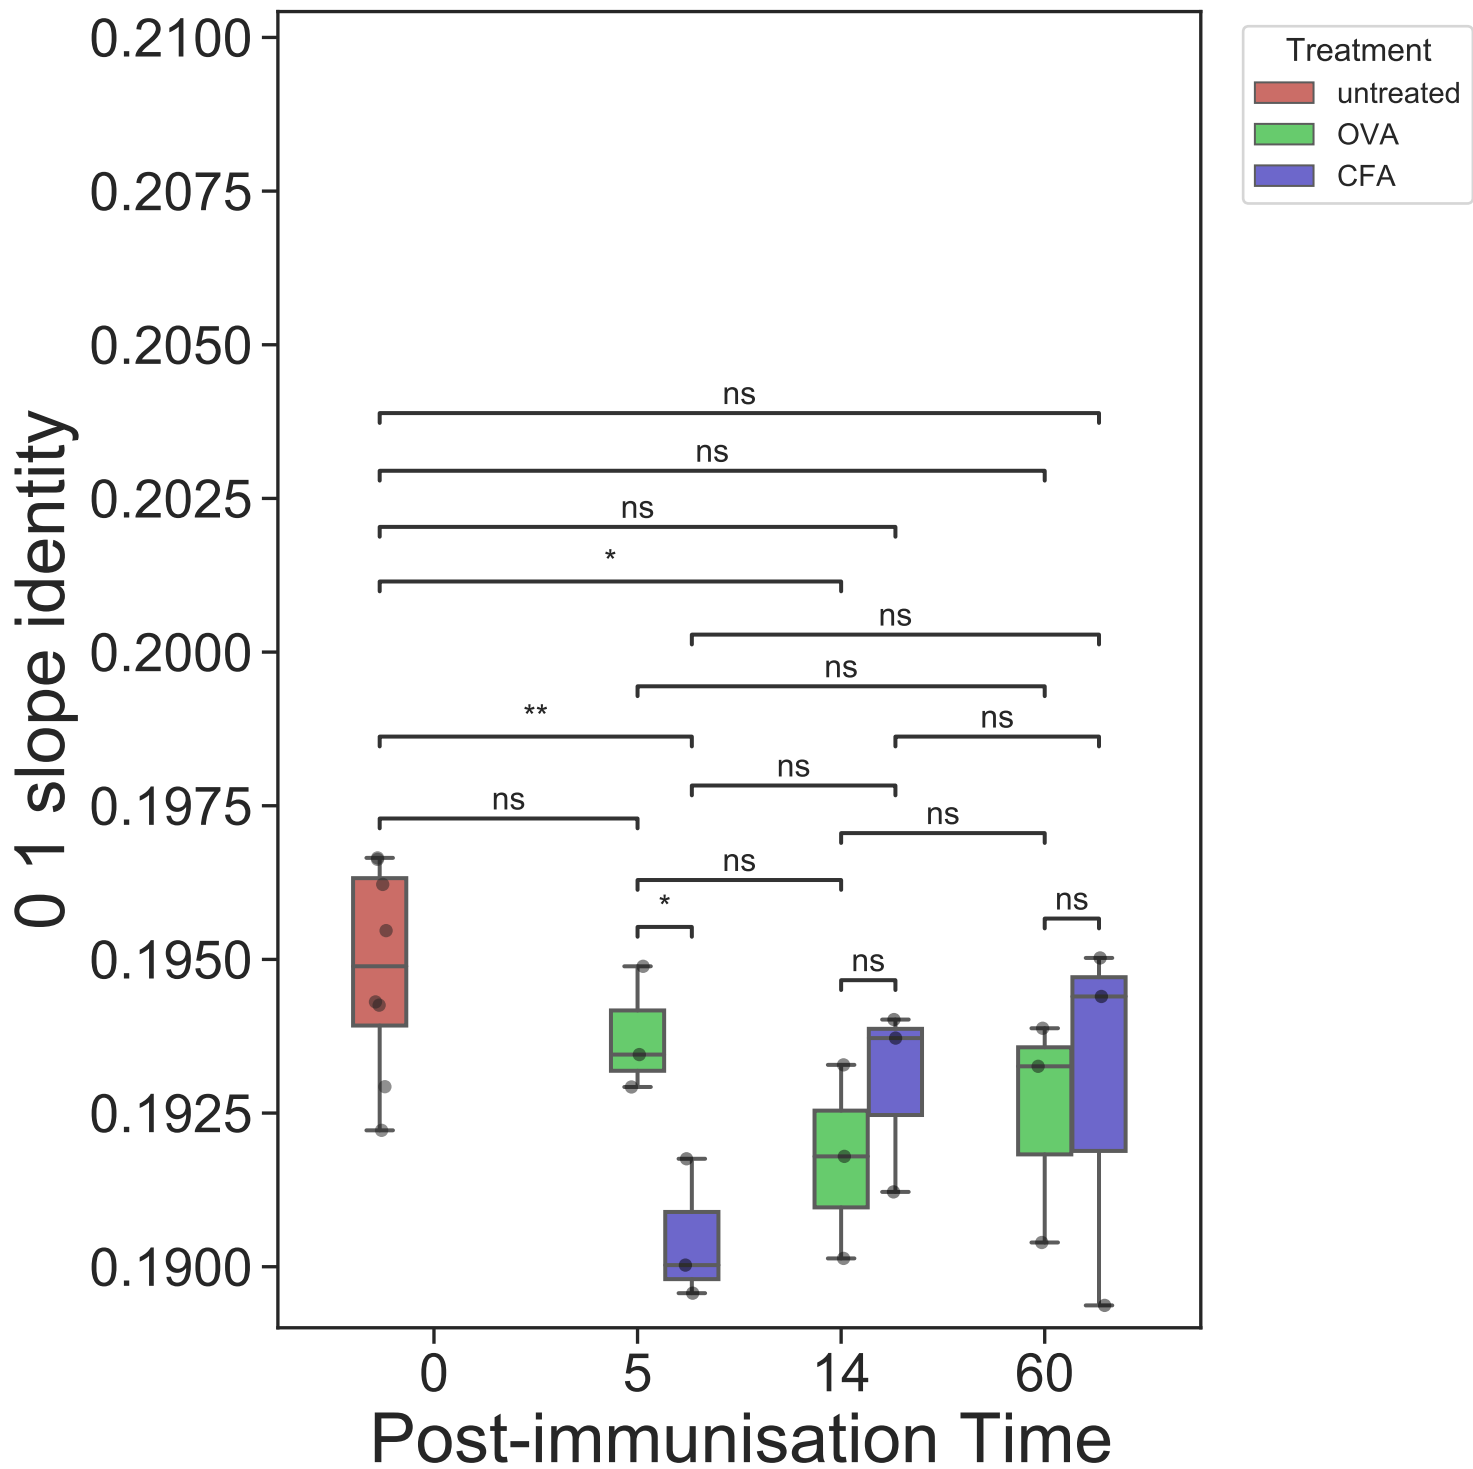 0.2100
0.2075
0.2050
0.2025
0.2000
0.1975
0.1950
0.1925
0.1900
0 1 slope identity
ns
ns
ns
*
ns
ns
**
ns
ns
ns
ns
ns
*
ns
ns
0
5
14
60
Post-immunisation Time
Treatment
untreated
OVA
CFA